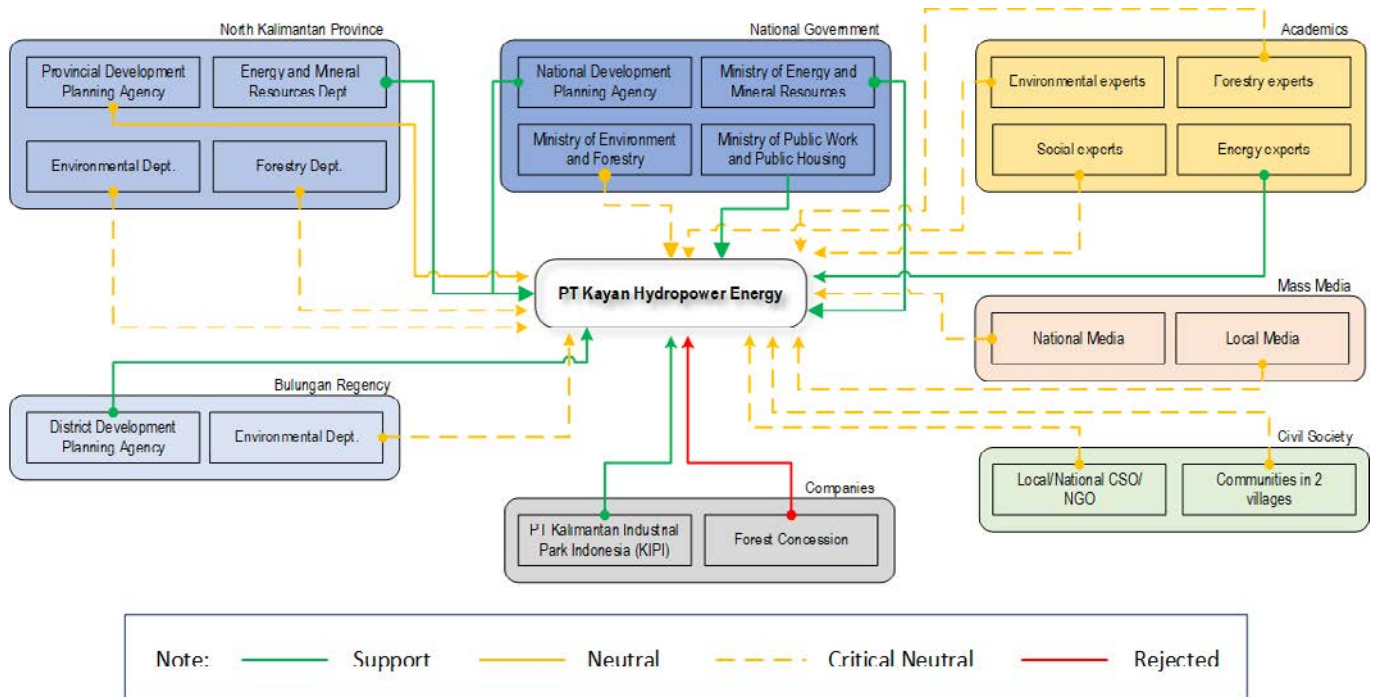 North Kalimantan Province
Provincial Development
Planning Agency
Energy and Mineral
Resources Dept.
Environmental Dept.
Forestry Dept.
National Government
National Development
Planning Agency
Ministry of Energy and
Mineral Resources
Ministry of Environment
and Forestry
Ministry of Public Work
and Public Housing
Academics
Environmental experts
Forestry experts
Social experts
Energy experts
PT Kayan Hydropower Energy
Mass Media
National Media
Local Media
Bulungan Regency
District Development
Planning Agency
Environmental Dept.
Companies
PT Kalimantan Industrial
Park Indonesia (KIPI)
Forest Concession
Civil Society
Local/National CSO/
NGO
Communities in 2
villages
Note:
Support
Neutral
Critical Neutral
Rejected